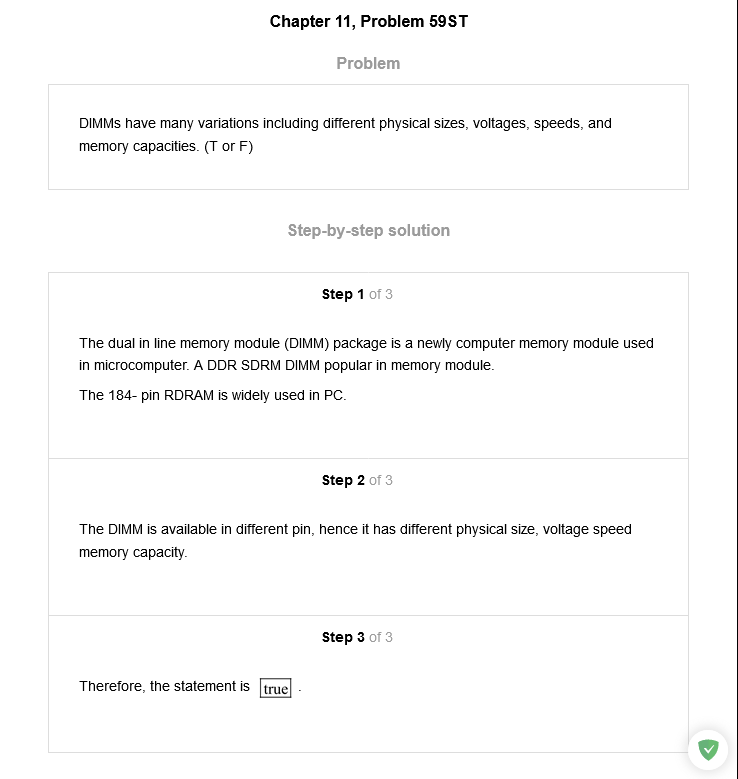 Chapter 11, Problem 59ST
Problem
DIMMs have many variations including different physical sizes, voltages, speeds, and
memory capacities. (T or F)
Step-by-step solution
Step 1 of 3
The dual in line memory module (DIMM) package is a newly computer memory module used
in microcomputer. A DDR SDRM DIMM popular in memory module.
The 184- pin RDRAM is widely used in PC.
Step 2 of 3
The DIMM is available in different pin, hence it has different physical size, voltage speed
memory capacity.
Step 3 of 3
Therefore, the statement is true .